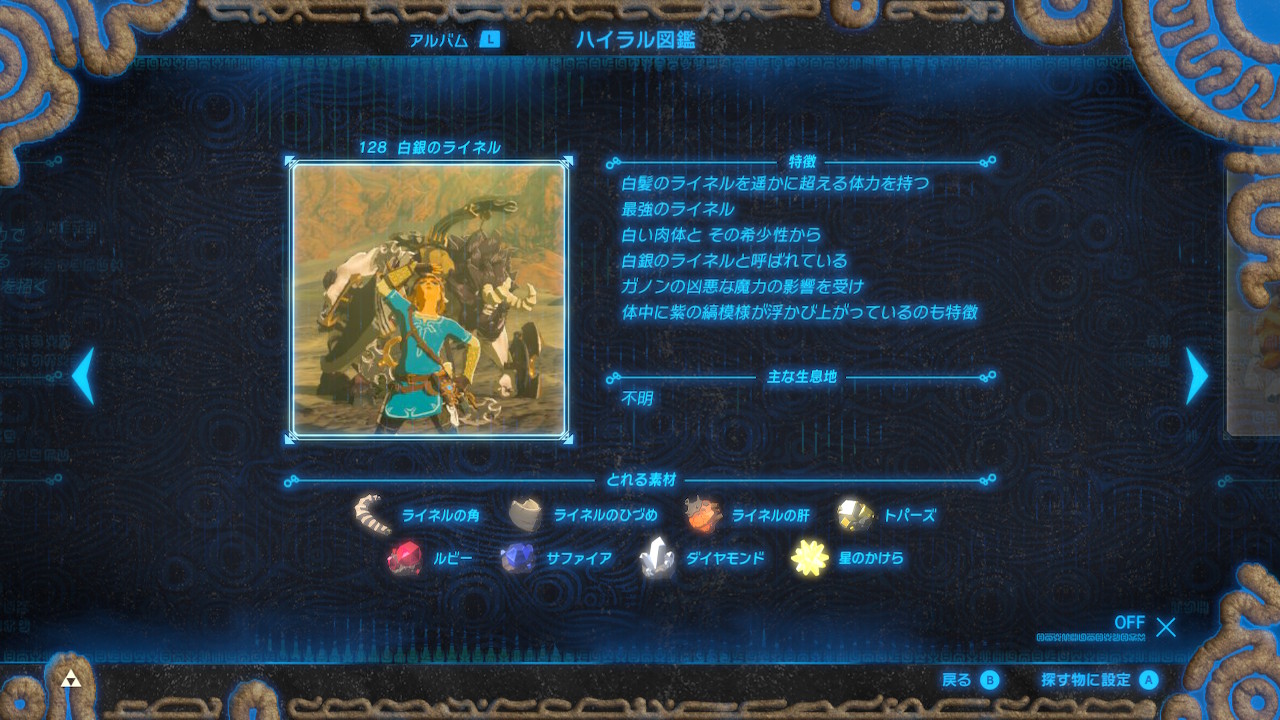 アルバム L
ハイラル図鑑
128 白銀のライネル
特徴
白髪のライネルを遥かに超える体力を持つ
最強のライネル
白い肉体と その希少性から
白銀のライネルと呼ばれている
ガノンの凶悪な魔力の影響を受け
体中に紫の縞模様が浮かび上がっているのも特徴
主な生息地
不明
とれる素材
ライネルの角 ライネルのひづめ ライネルの肝 トパーズ
ルビー サファイア ダイヤモンド 星のかけら
OFF
戻る B 探す物に設定 A